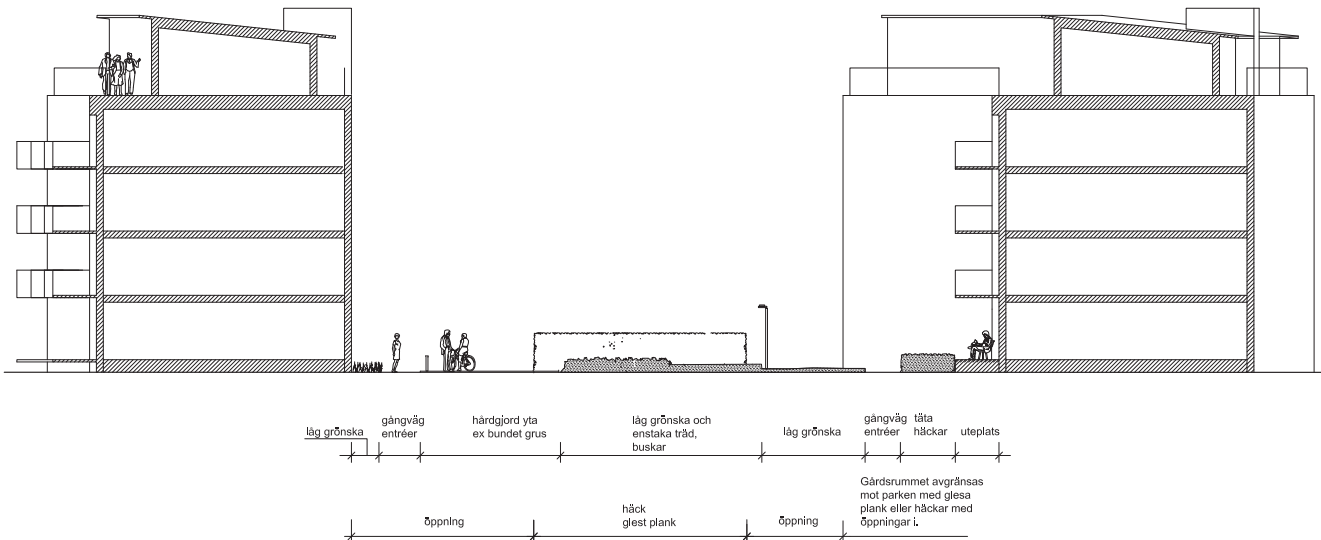 låg grönska
gångväg
entréer
hårdgjord yta
ex bundet grus
låg grönska och
enstaka träd,
buskar
låg grönska
gångväg
entréer
täta
häckar
uteplats
öppning
häck
glest plank
öppning
Gårdsrummet avgränsas
mot parken med glesa
plank eller häckar med
öppningar i.